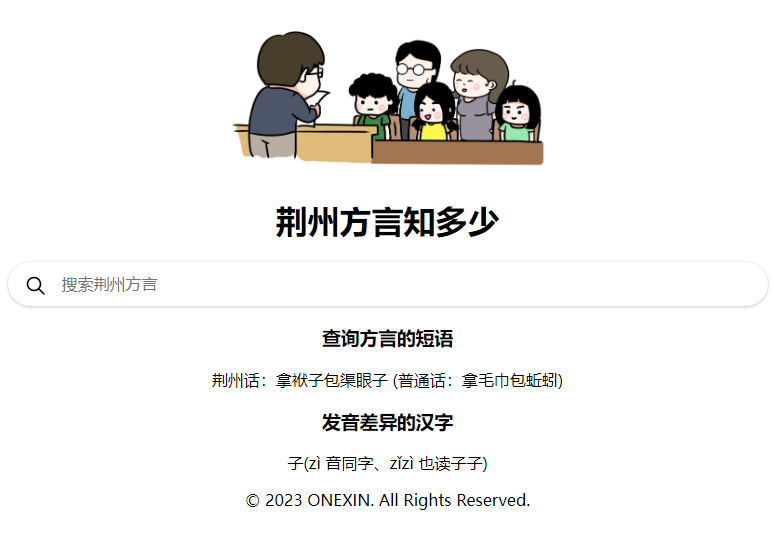 荆州方言知多少
搜索荆州方言
查询方言的短语
荆州话：拿袱子包渠眼子 (普通话：拿毛巾包蚯蚓)
发音差异的汉字
子(zì 音同字、zǐzì 也读子子)
© 2023 ONEXIN. All Rights Reserved.